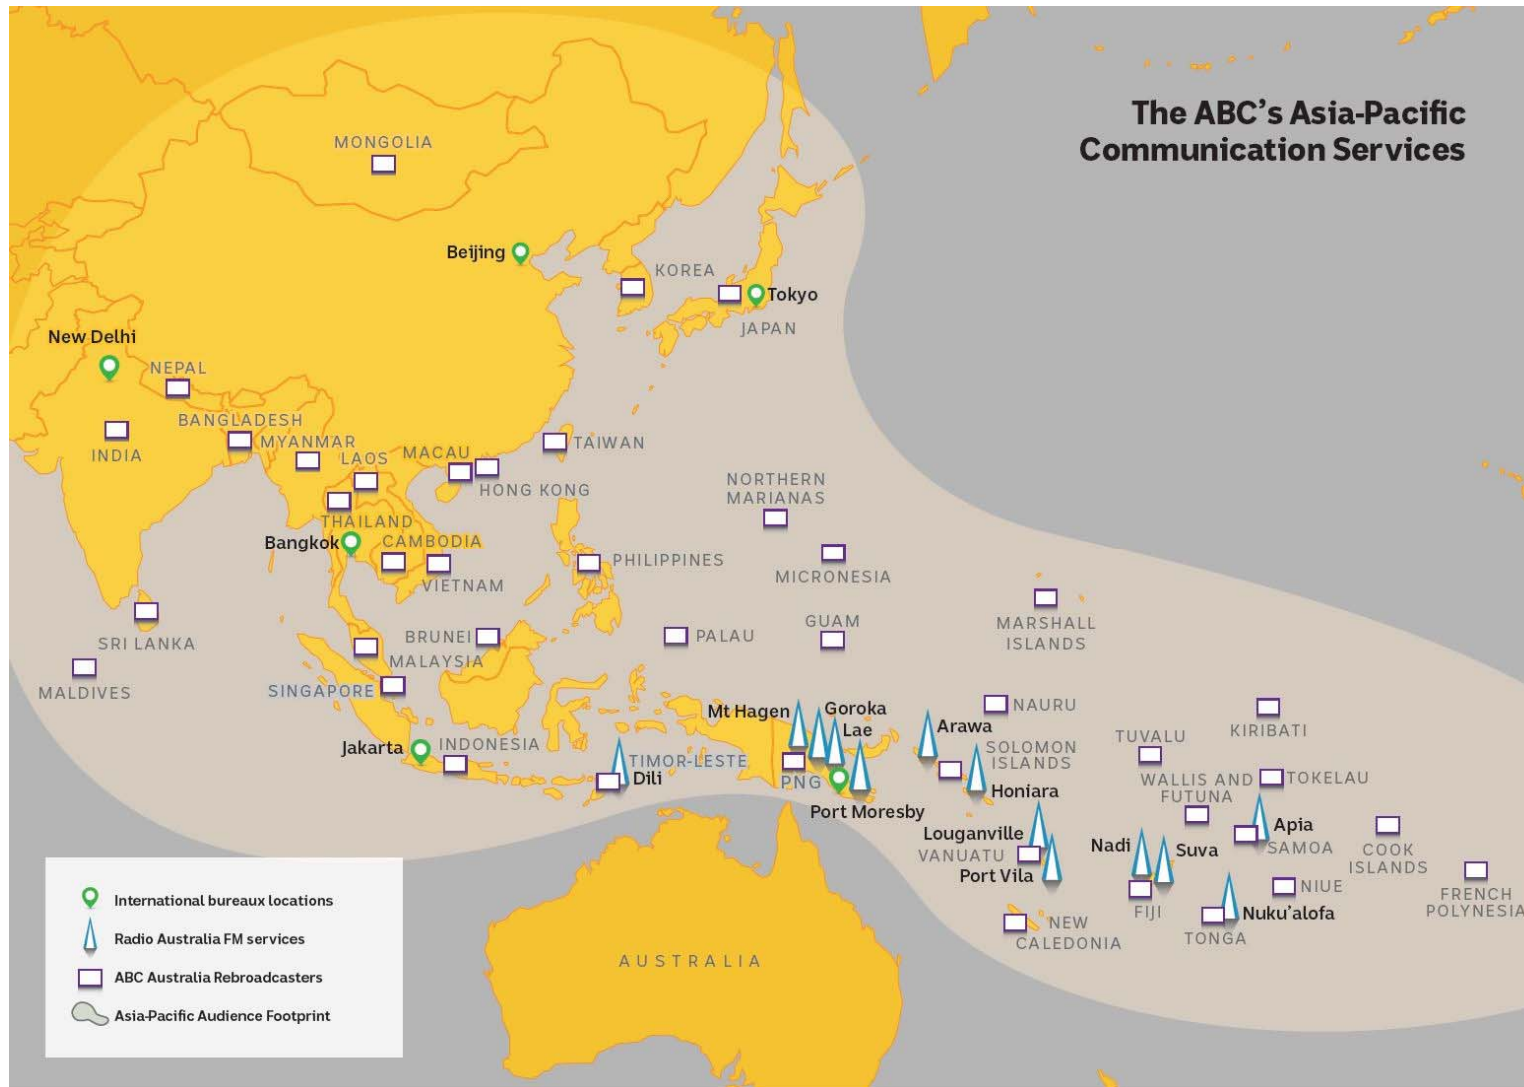 The ABC's Asia-Pacific
Communication Services
MONGOLIA
Beijing
KOREA
Tokyo
JAPAN
New Delhi
NEPAL
BANGLADESH
INDIA
MYANMAR
LAOS
MACAU
HONG KONG
TAIWAN
THAILAND
Bangkok
CAMBODIA
VIETNAM
PHILIPPINES
NORTHERN
MARIANAS
MICRONESIA
GUAM
MARSHALL
ISLANDS
SRI LANKA
MALDIVES
BRUNEI
MALAYSIA
SINGAPORE
PALAU
Jakarta
INDONESIA
TIMOR-LESTE
Dili
Mt Hagen
Goroka
Lae
PNG
Port Moresby
Arawa
NAURU
SOLOMON
ISLANDS
Honiara
KIRIBATI
TUVALU
WALLIS AND
FUTUNA
TOKELAU
Louganville
VANUATU
Port Vila
Nadi
Suva
FIJI
Apia
SAMOA
COOK
ISLANDS
NIUE
Nuku'alofa
TONGA
FRENCH
POLYNESIA
NEW
CALEDONIA
AUSTRALIA
International bureaux locations
Radio Australia FM services
ABC Australia Rebroadcasters
Asia-Pacific Audience Footprint